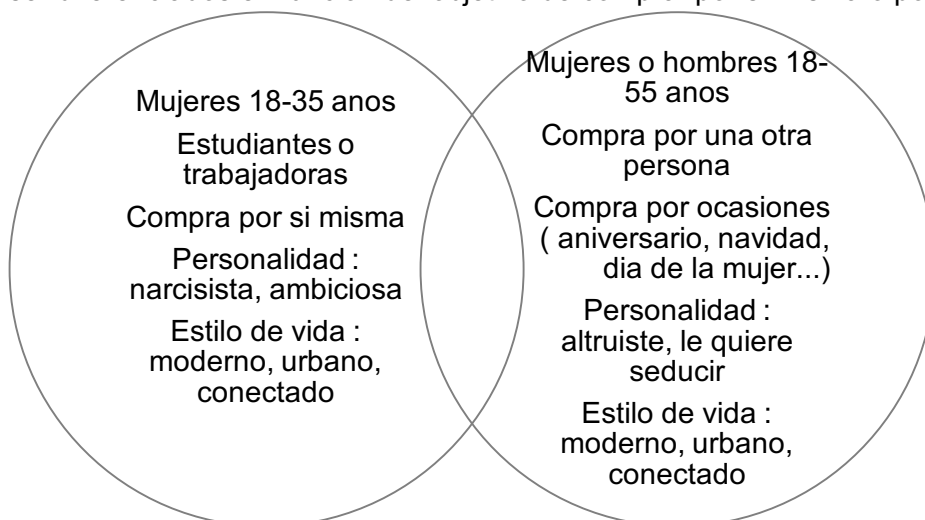 Mujeres 18-35 anos
Estudiantes o
trabajadoras
Compra por si misma
Personalidad :
narcisista, ambiciosa
Estilo de vida :
moderno, urbano,
conectado
Mujeres o hombres 18-
55 anos
Compra por una otra
persona
Compra por ocasiones
( aniversario, navidad,
dia de la mujer...)
Personalidad :
altruiste, le quiere
seducir
Estilo de vida :
moderno, urbano,
conectado